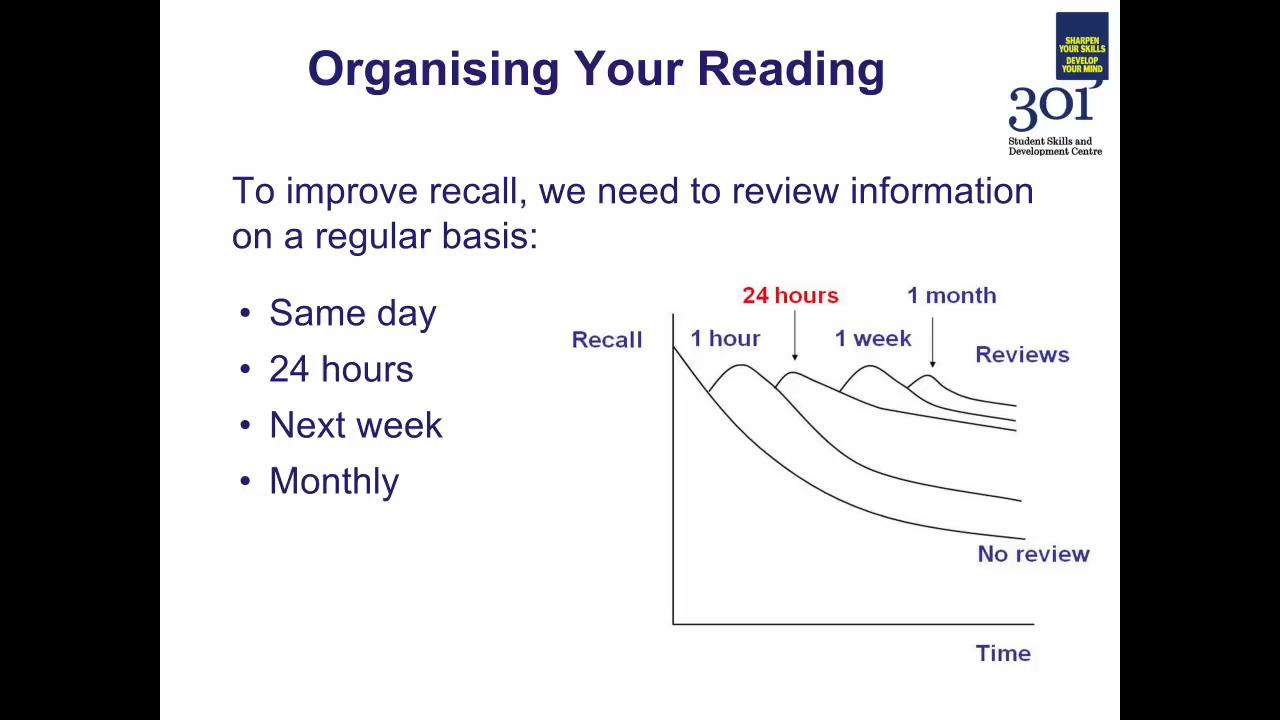 Organising Your Reading
SHARPEN
YOUR SKILLS
DEVELOP
YOUR MIND
301
Student Skills and
Development Centre
To improve recall, we need to review information
on a regular basis:
• Same day
• 24 hours
• Next week
• Monthly
24 hours
1 month
Recall
1 hour
1 week
Reviews
No review
Time